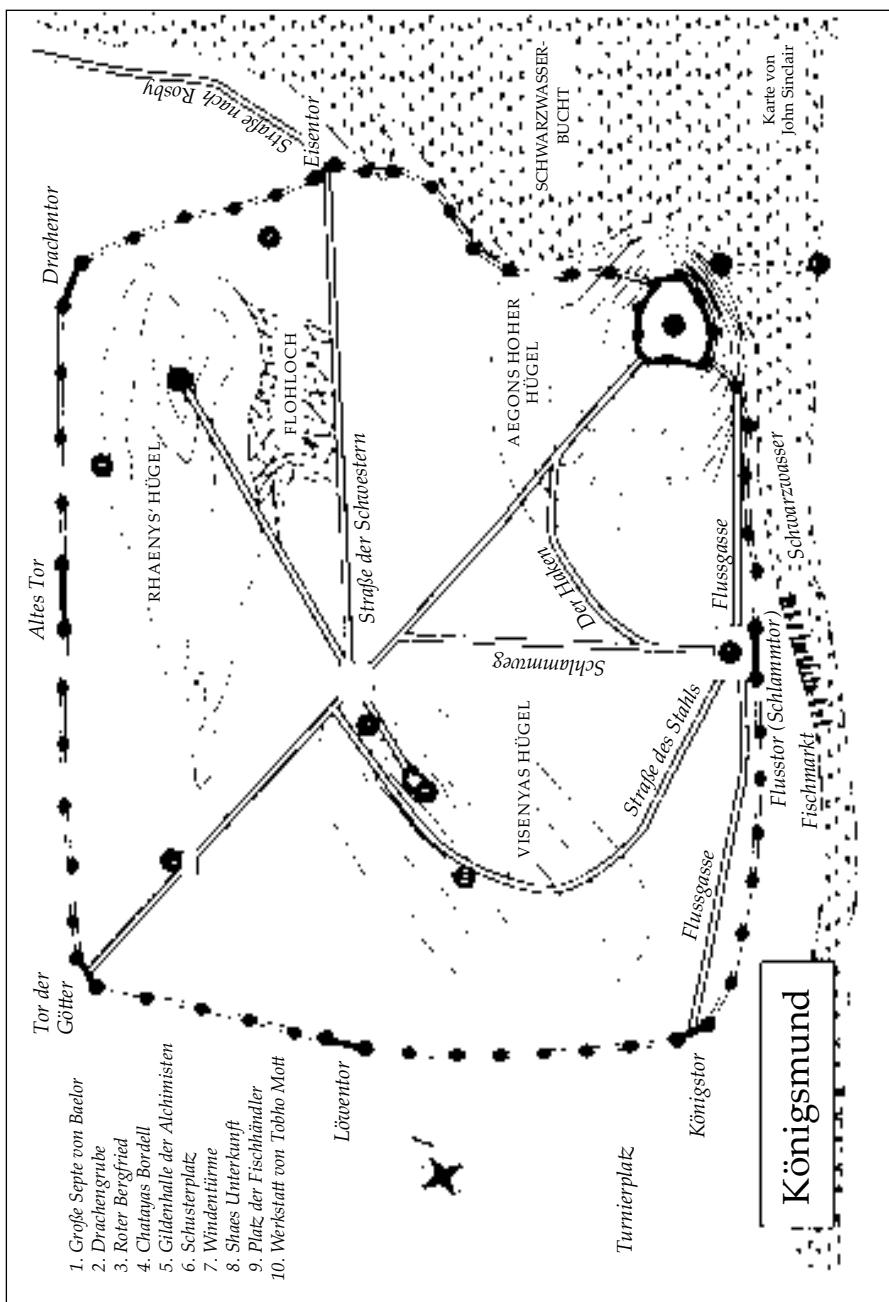 Tor der
Götter
Altes Tor
Drachentor
1. Große Septe von Baelor
2. Drachengrube
3. Roter Bergfried
4. Chatayas Bordell
5. Gildenhalle der Alchimisten
6. Schusterplatz
7. Windentürme
8. Shaes Unterkunft
9. Platz der Fischhändler
10. Werkstatt von Tobho Mott
Straße nach Rosby
Eisentor
RHAENYS' HÜGEL
FLOHLOCH
Löwentor
Straße der Schwestern
VISENYAS HÜGEL
AEGONS HOHER
HÜGEL
SCHWARZWASSER-
BUCHT
Der Haken
Schlammweg
Straße des Stahls
Turnierplatz
Königstor
Flussgasse
Flussgasse
Schwarzwasser
Flusstor (Schlammtor)
Fischmarkt
Karte von
John Sinclair
Königsmund